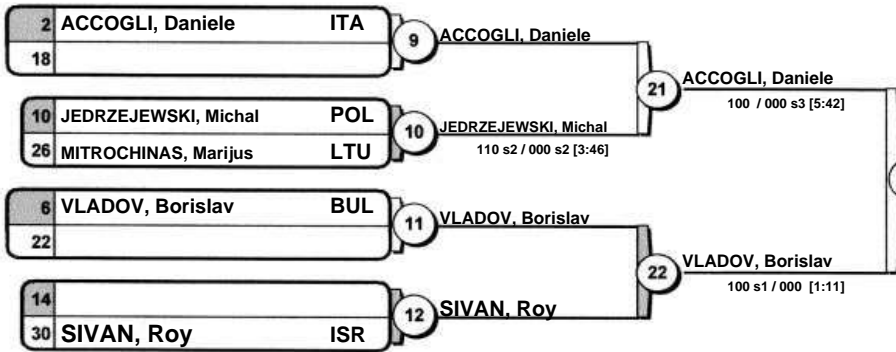 2 ACCOGLI, Daniele ITA
18
9 ACCOGLI, Daniele
10 JEDRZEJEWSKI, Michal POL
26 MITROCHINAS, Marijus LTU
10 JEDRZEJEWSKI, Michal
110 s2 / 000 s2 [3:46]
21 ACCOGLI, Daniele
100 / 000 s3 [5:42]
6 VLADOV, Borislav BUL
22
11 VLADOV, Borislav
14
30 SIVAN, Roy ISR
12 SIVAN, Roy
22 VLADOV, Borislav
100 s1 / 000 [1:11]